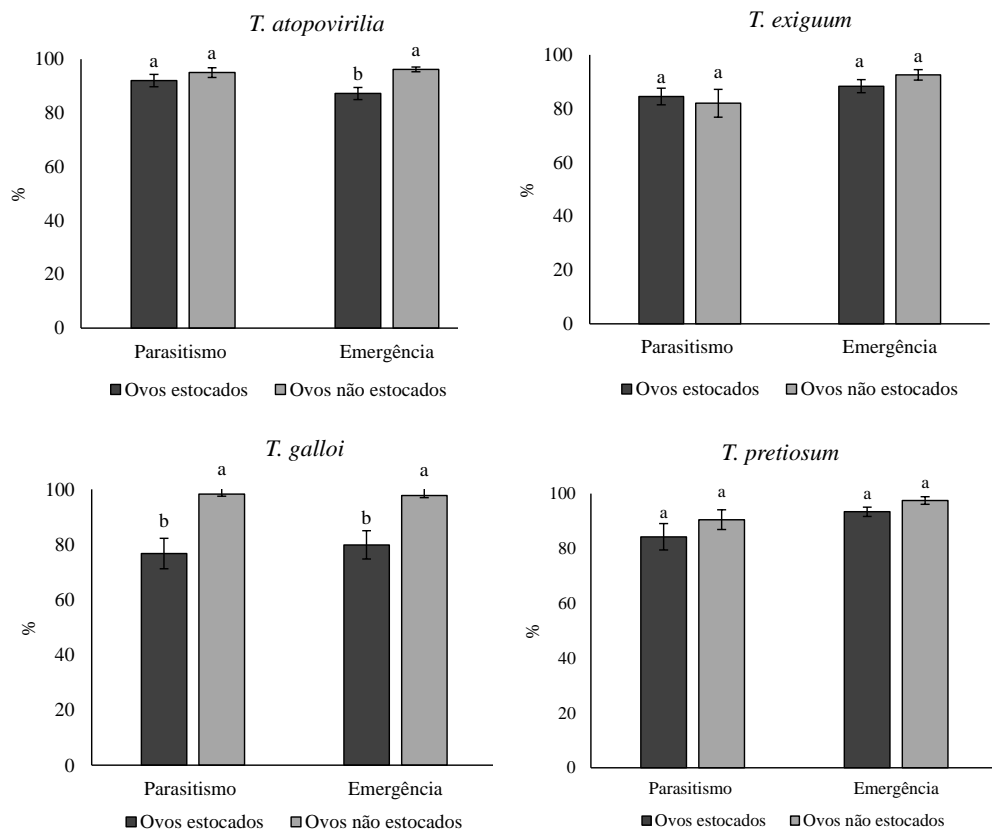 T. atopovirilia
a
a
b
a
100
80
60
40
20
0
%
Parasitismo
Emergência
Ovos estocados
Ovos não estocados
T. exiguum
a
a
a
a
100
80
60
40
20
0
%
Parasitismo
Emergência
Ovos estocados
Ovos não estocados
T. galloi
b
a
b
a
100
80
60
40
20
0
%
Parasitismo
Emergência
Ovos estocados
Ovos não estocados
T. pretiosum
a
a
a
a
100
80
60
40
20
0
%
Parasitismo
Emergência
Ovos estocados
Ovos não estocados